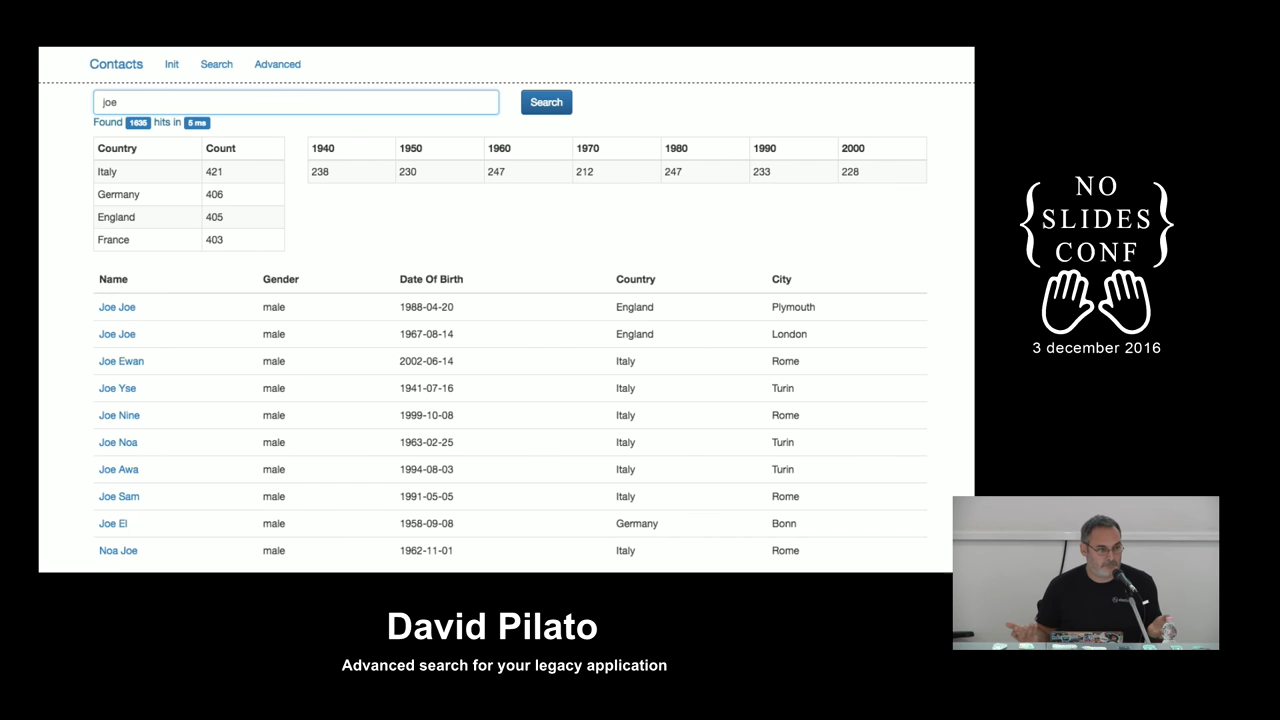 Contacts Init Search Advanced
joe Search
Found 1635 hits in 5 ms
Country Count
Italy 421
Germany 406
England 405
France 403
1940 1950 1960 1970 1980 1990 2000
238 230 247 212 247 233 228
Name Gender Date Of Birth Country City
Joe Joe male 1988-04-20 England Plymouth
Joe Joe male 1967-08-14 England London
Joe Ewan male 2002-06-14 Italy Rome
Joe Yse male 1941-07-16 Italy Turin
Joe Nine male 1999-10-08 Italy Rome
Joe Noa male 1963-02-25 Italy Turin
Joe Awa male 1994-08-03 Italy Turin
Joe Sam male 1991-05-05 Italy Rome
Joe El male 1958-09-08 Germany Bonn
Noa Joe male 1962-11-01 Italy Rome
NO
SLIDES
CONF
3 december 2016
David Pilato
Advanced search for your legacy application